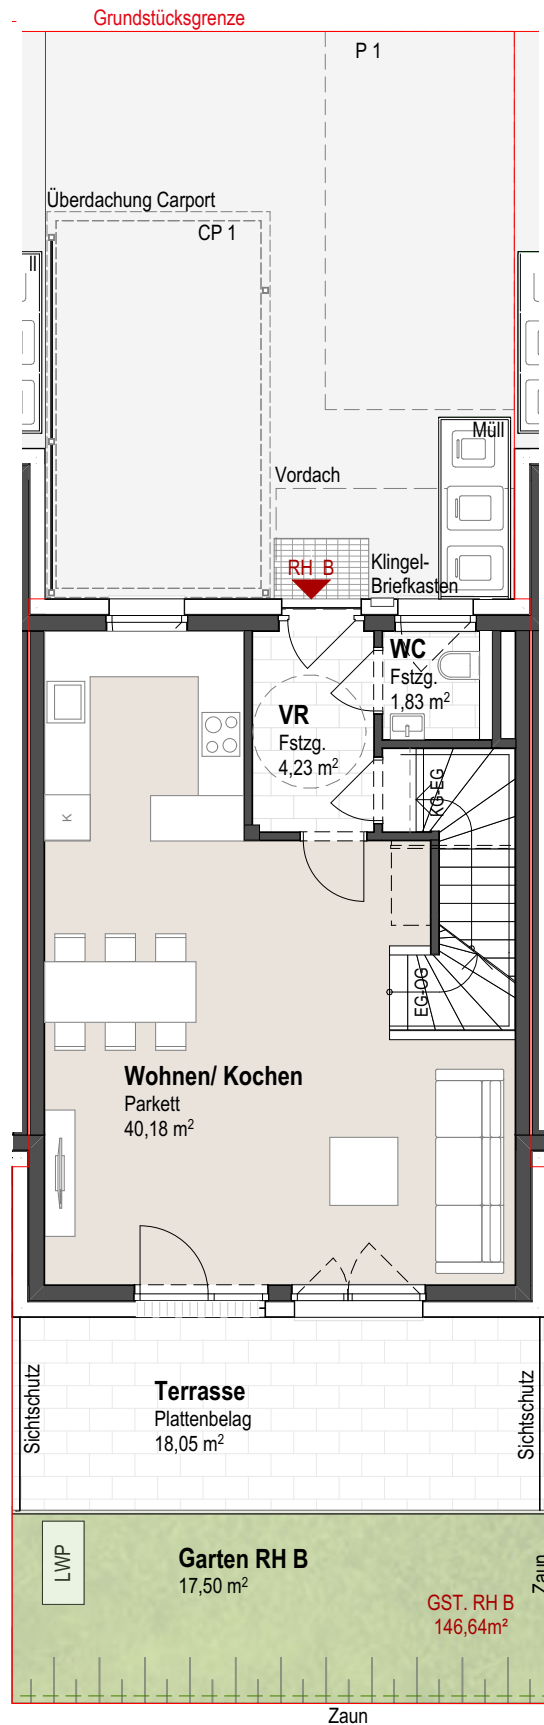 Grundstücksgrenze
P 1
Überdachung Carport
CP 1
Müll
Vordach
Klingel-
Briefkasten
RH B
WC
Fstzg.
1,83 m²
VR
Fstzg.
4,23 m²
KG-EG
K
EG-OG
Wohnen/ Kochen
Parkett
40,18 m²
Sichtschutz
Terrasse
Plattenbelag
18,05 m²
Sichtschutz
LWP
Garten RH B
17,50 m²
Zaun
GST. RH B
146,64m²
Zaun